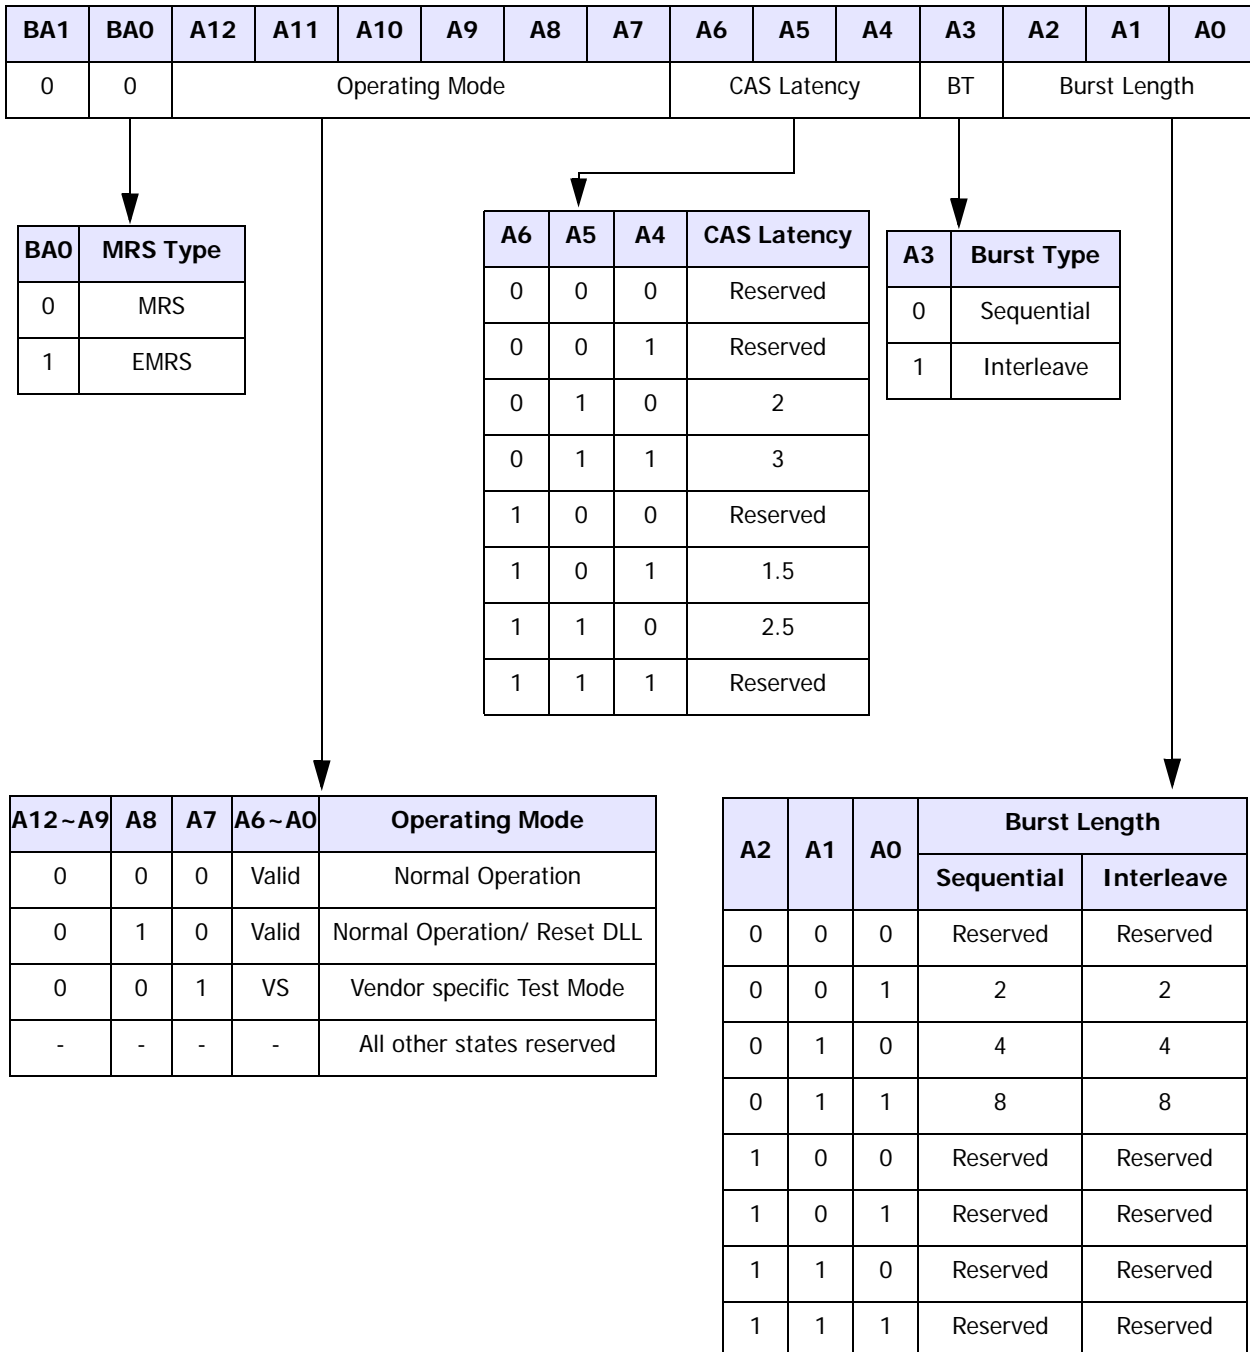 BA1 BA0 A12 A11 A10 A9 A8 A7 A6 A5 A4 A3 A2 A1 A0
0 0 Operating Mode CAS Latency BT Burst Length
BA0 MRS Type
0 MRS
1 EMRS
A6 A5 A4 CAS Latency
0 0 0 Reserved
0 0 1 Reserved
0 1 0 2
0 1 1 3
1 0 0 Reserved
1 0 1 1.5
1 1 0 2.5
1 1 1 Reserved
A3 Burst Type
0 Sequential
1 Interleave
A12~A9 A8 A7 A6~A0 Operating Mode
0 0 0 Valid Normal Operation
0 1 0 Valid Normal Operation/ Reset DLL
0 0 1 VS Vendor specific Test Mode
- - - - All other states reserved
A2 A1 A0 Burst Length
Sequential Interleave
0 0 0 Reserved Reserved
0 0 1 2 2
0 1 0 4 4
0 1 1 8 8
1 0 0 Reserved Reserved
1 0 1 Reserved Reserved
1 1 0 Reserved Reserved
1 1 1 Reserved Reserved